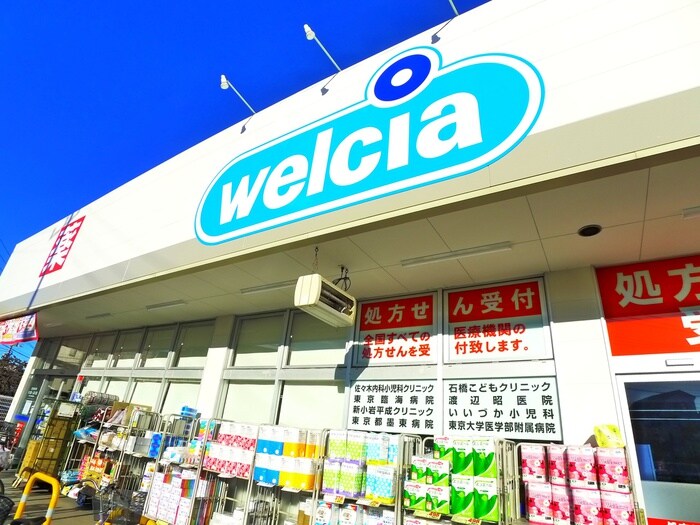 welcia
薬
処方せん受付
全国すべての 医療機関の
処方せんを受 付致します。
佐々木内科小児科クリニック
東京臨海病院
新小岩平成クリニック
東京都墨東病院
石橋こどもクリニック
渡辺昭医院
いいづか小児科
東京大学医学部附属病院
処方